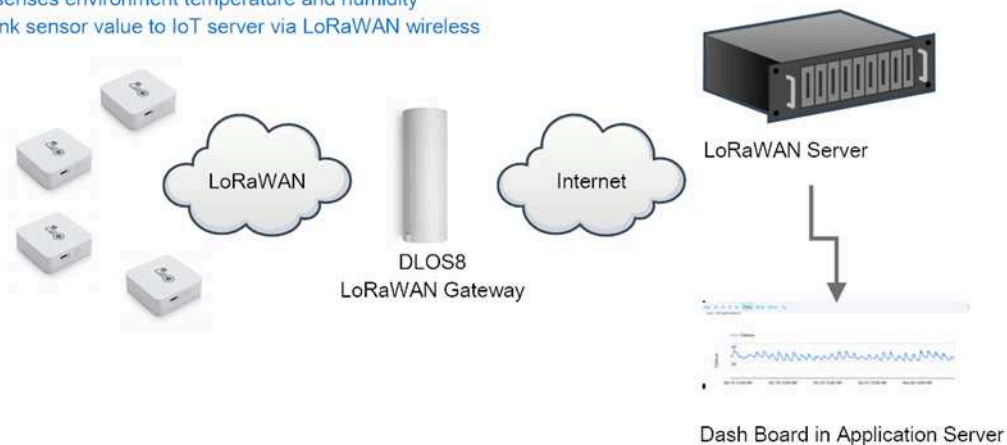 senses environment temperature and humidity
nk sensor value to IoT server via LoRaWAN wireless
LoRaWAN
Internet
LoRaWAN Server
DLOS8
LoRaWAN Gateway
Dash Board in Application Server